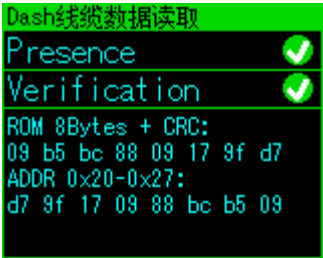 Dash线缆数据读取
Presence
Verification
ROM 8Bytes + CRC:
09 b5 bc 88 09 17 9f d7
ADDR 0x20-0x27:
d7 9f 17 09 88 bc b5 09